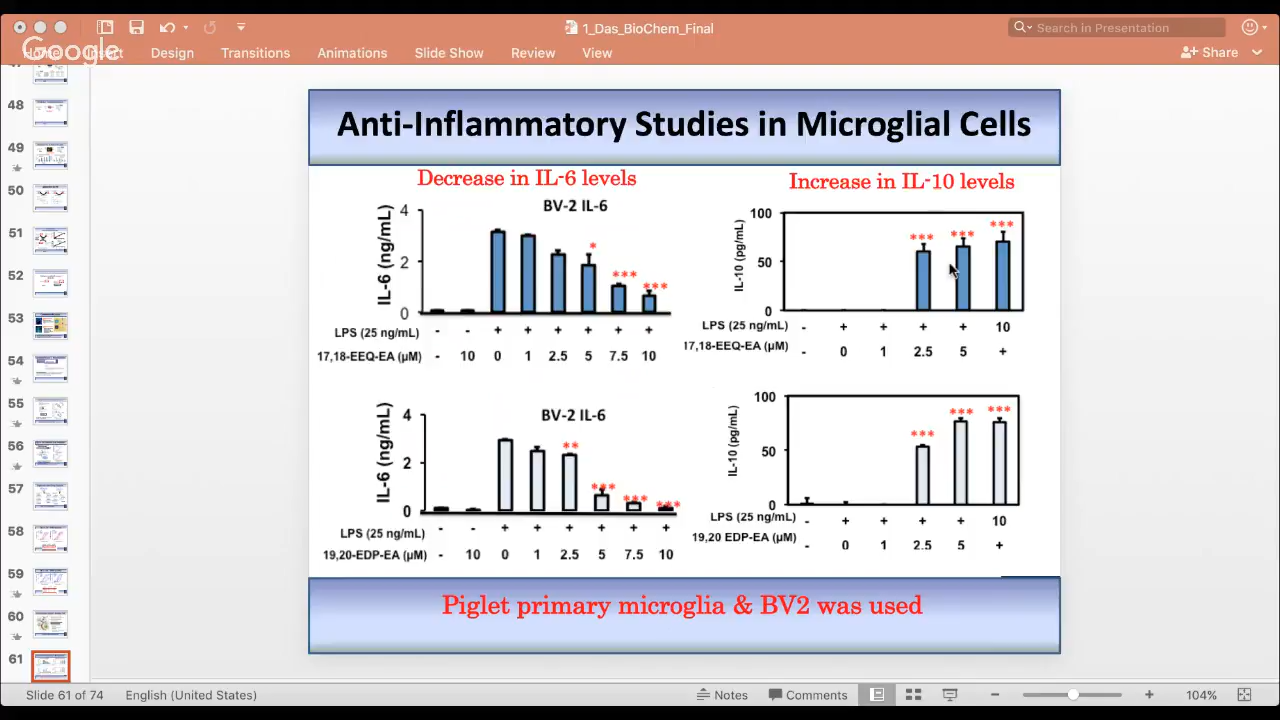 1_Das_BioChem_Final
Search in Presentation
Google
Home Insert Design Transitions Animations Slide Show Review View
Share
48
49
50
51
52
53
54
55
56
57
58
59
60
61
Anti-Inflammatory Studies in Microglial Cells
Decrease in IL-6 levels
BV-2 IL-6
IL-6 (ng/mL)
4
2
0
* *** ***
LPS (25 ng/mL) - - + + + + + +
17,18-EEQ-EA (µM) - 10 0 1 2.5 5 7.5 10
Increase in IL-10 levels
IL-10 (pg/mL)
100
50
0
*** *** ***
LPS (25 ng/mL) - + + + + 10
17,18-EEQ-EA (µM) - 0 1 2.5 5 +
BV-2 IL-6
IL-6 (ng/mL)
4
2
0
** *** *** ***
LPS (25 ng/mL) - - + + + + + +
19,20-EDP-EA (µM) - 10 0 1 2.5 5 7.5 10
IL-10 (pg/mL)
100
50
0
*** *** ***
LPS (25 ng/mL) - + + + + 10
19,20 EDP-EA (µM) - 0 1 2.5 5 +
Piglet primary microglia & BV2 was used
Slide 61 of 74 English (United States) Notes Comments 104%